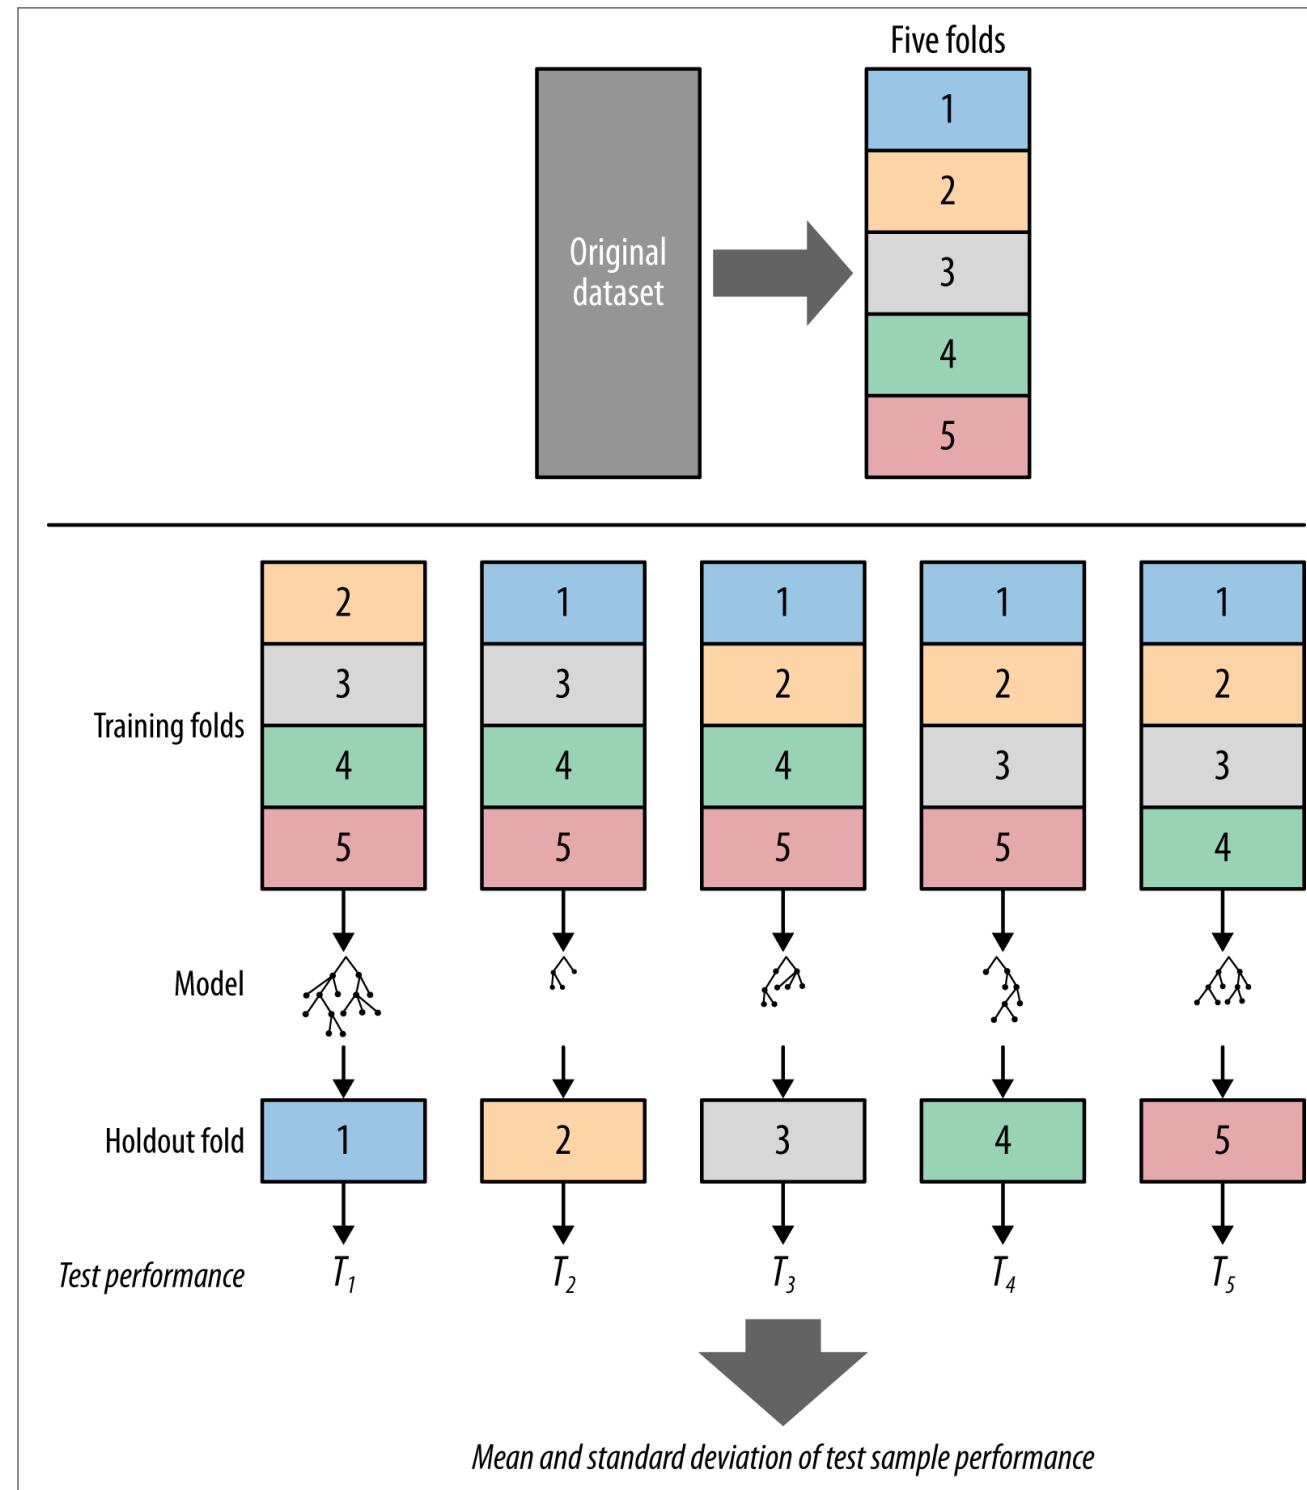 Five folds
Original
dataset
1
2
3
4
5
Training folds
2 1 1 1 1
3 3 2 2 2
4 4 4 3 3
5 5 5 5 4
Model
Holdout fold 1 2 3 4 5
Test performance T1 T2 T3 T4 T5
Mean and standard deviation of test sample performance